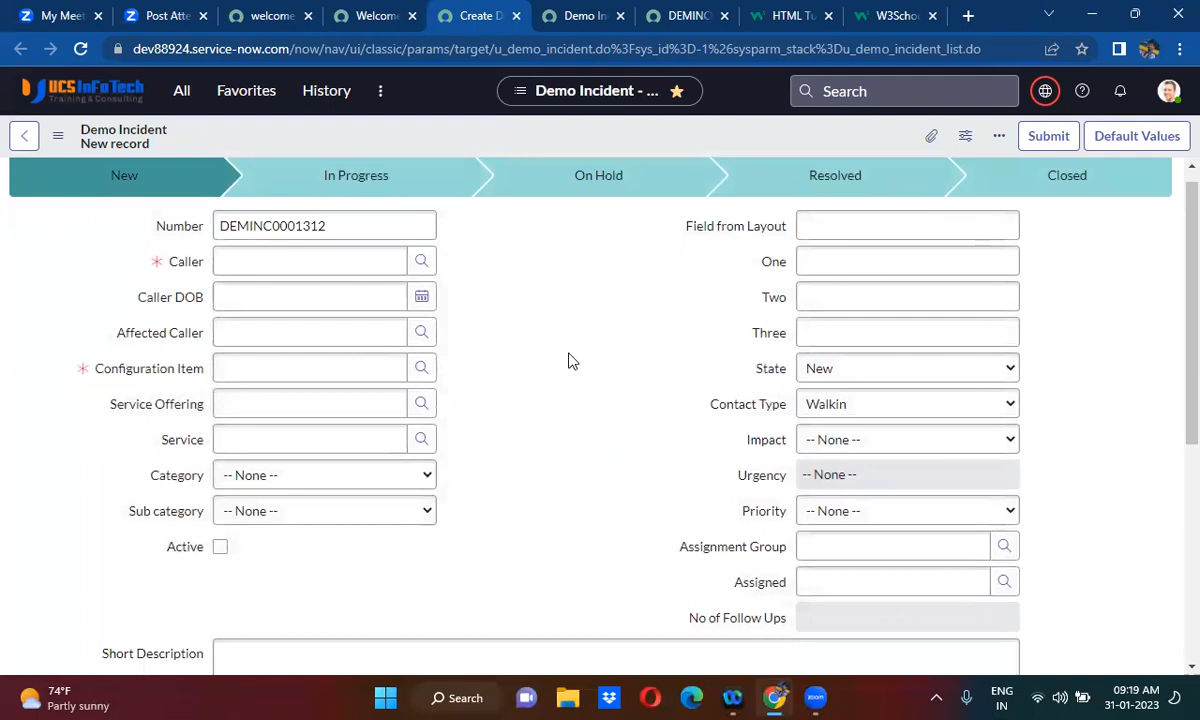 My Meet
Post Atte
welcome
Welcome
Create D
Demo In
DEMINC
HTML Tu
W3Scho
dev88924.service-now.com/now/nav/ui/classic/params/target/u_demo_incident.do%3Fsys_id%3D-1%26sysparm_stack%3Du_demo_incident_list.do
UCS InFoTech
Training & Consulting
All
Favorites
History
Demo Incident - ...
Search
Demo Incident
New record
Submit
Default Values
New
In Progress
On Hold
Resolved
Closed
Number
DEMINC0001312
Field from Layout
* Caller
One
Caller DOB
Two
Affected Caller
Three
* Configuration Item
State
New
Service Offering
Contact Type
Walkin
Service
Impact
-- None --
Category
-- None --
Urgency
-- None --
Sub category
-- None --
Priority
-- None --
Active
Assignment Group
Assigned
No of Follow Ups
Short Description
74°F
Partly sunny
Search
ENG
IN
09:19 AM
31-01-2023